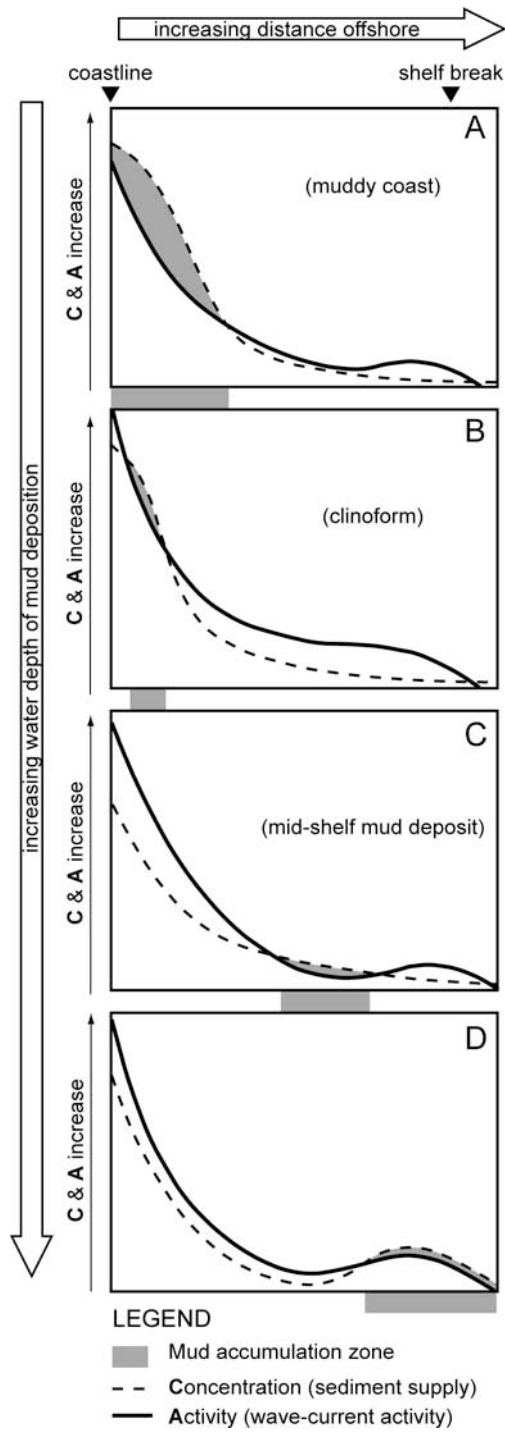 increasing distance offshore
coastline
shelf break
increasing water depth of mud deposition
C & A increase
A
(muddy coast)
C & A increase
B
(clinoform)
C & A increase
C
(mid-shelf mud deposit)
C & A increase
D
LEGEND
Mud accumulation zone
Concentration (sediment supply)
Activity (wave-current activity)